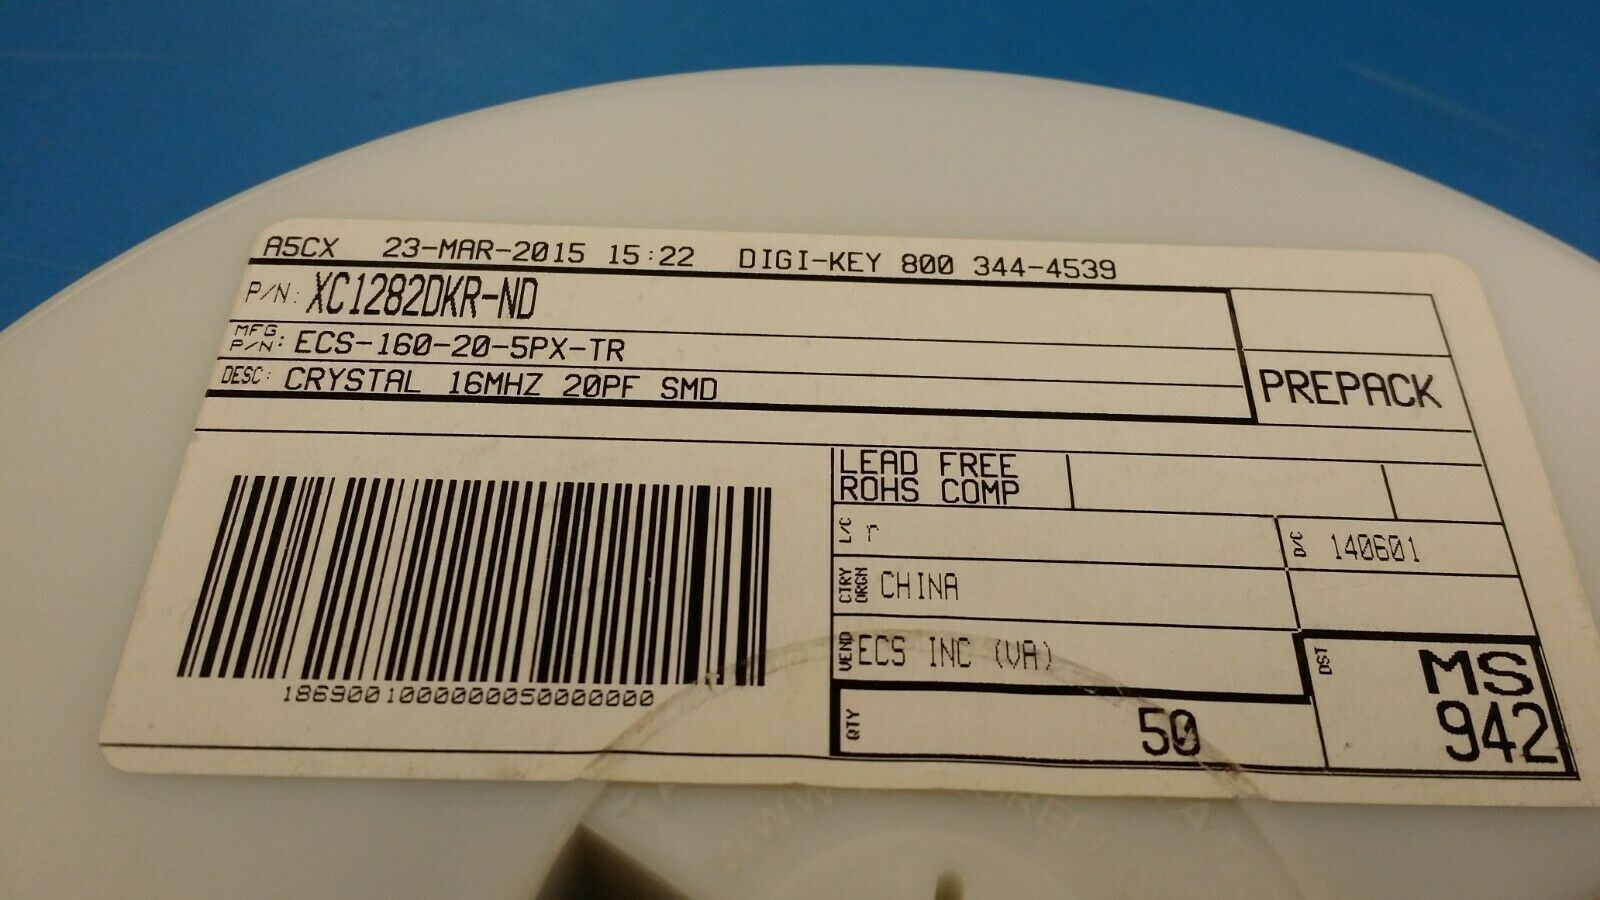 A5CX 23-MAR-2015 15:22 DIGI-KEY 800 344-4539
P/N: XC1282DKR-ND
MFG P/N: ECS-160-20-5PX-TR
DESC: CRYSTAL 16MHZ 20PF SMD
PREPACK
LEAD FREE
ROHS COMP
L/C r
D/C 140601
CTRY ORGN CHINA
VEND ECS INC (VA)
DST MS
942
QTY 50
1869001000000050000000